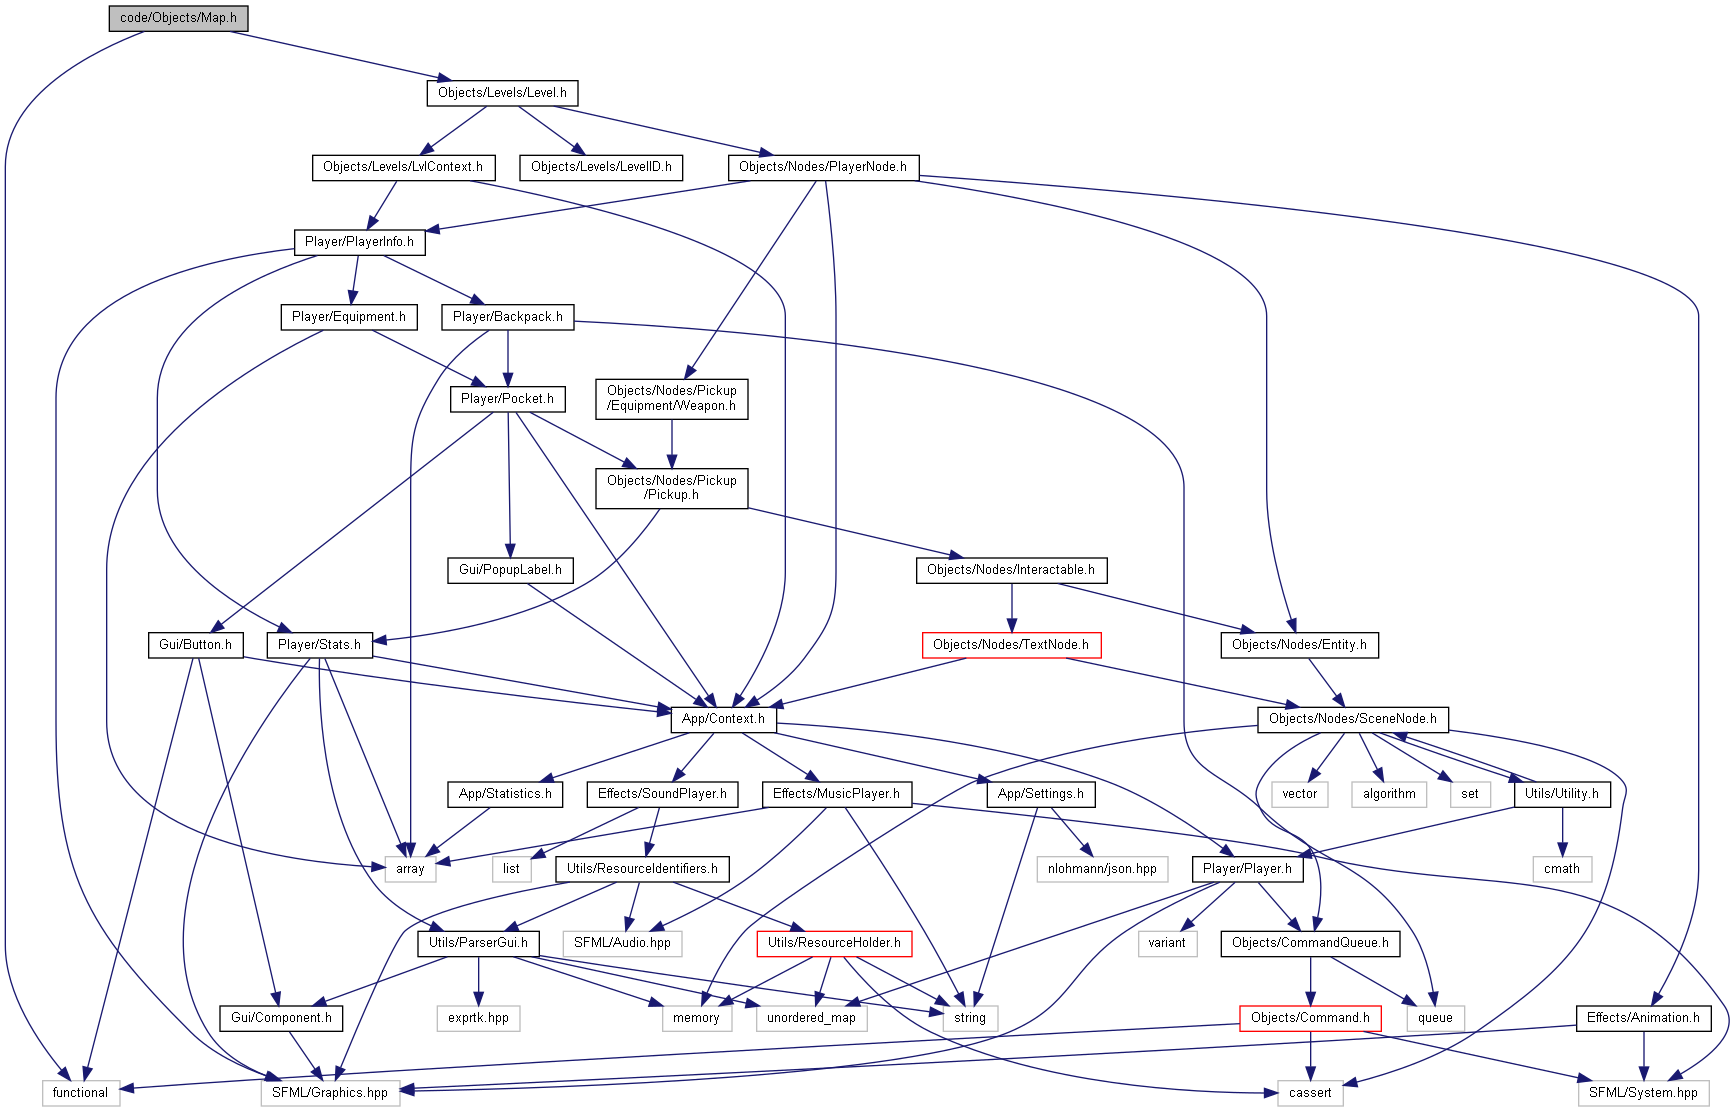 code/Objects/Map.h
Objects/Levels/Level.h
Objects/Levels/LvlContext.h
Objects/Levels/LevelID.h
Objects/Nodes/PlayerNode.h
Player/PlayerInfo.h
Player/Equipment.h
Player/Backpack.h
Player/Pocket.h
Objects/Nodes/Pickup
/Equipment/Weapon.h
Objects/Nodes/Pickup
/Pickup.h
Gui/PopupLabel.h
Objects/Nodes/Interactable.h
Gui/Button.h
Player/Stats.h
Objects/Nodes/TextNode.h
Objects/Nodes/Entity.h
App/Context.h
Objects/Nodes/SceneNode.h
App/Statistics.h
Effects/SoundPlayer.h
Effects/MusicPlayer.h
App/Settings.h
vector
algorithm
set
Utils/Utility.h
array
list
Utils/ResourceIdentifiers.h
nlohmann/json.hpp
Player/Player.h
cmath
Utils/ParserGui.h
SFML/Audio.hpp
Utils/ResourceHolder.h
variant
Objects/CommandQueue.h
Gui/Component.h
exprtk.hpp
memory
unordered_map
string
Objects/Command.h
queue
Effects/Animation.h
functional
SFML/Graphics.hpp
cassert
SFML/System.hpp